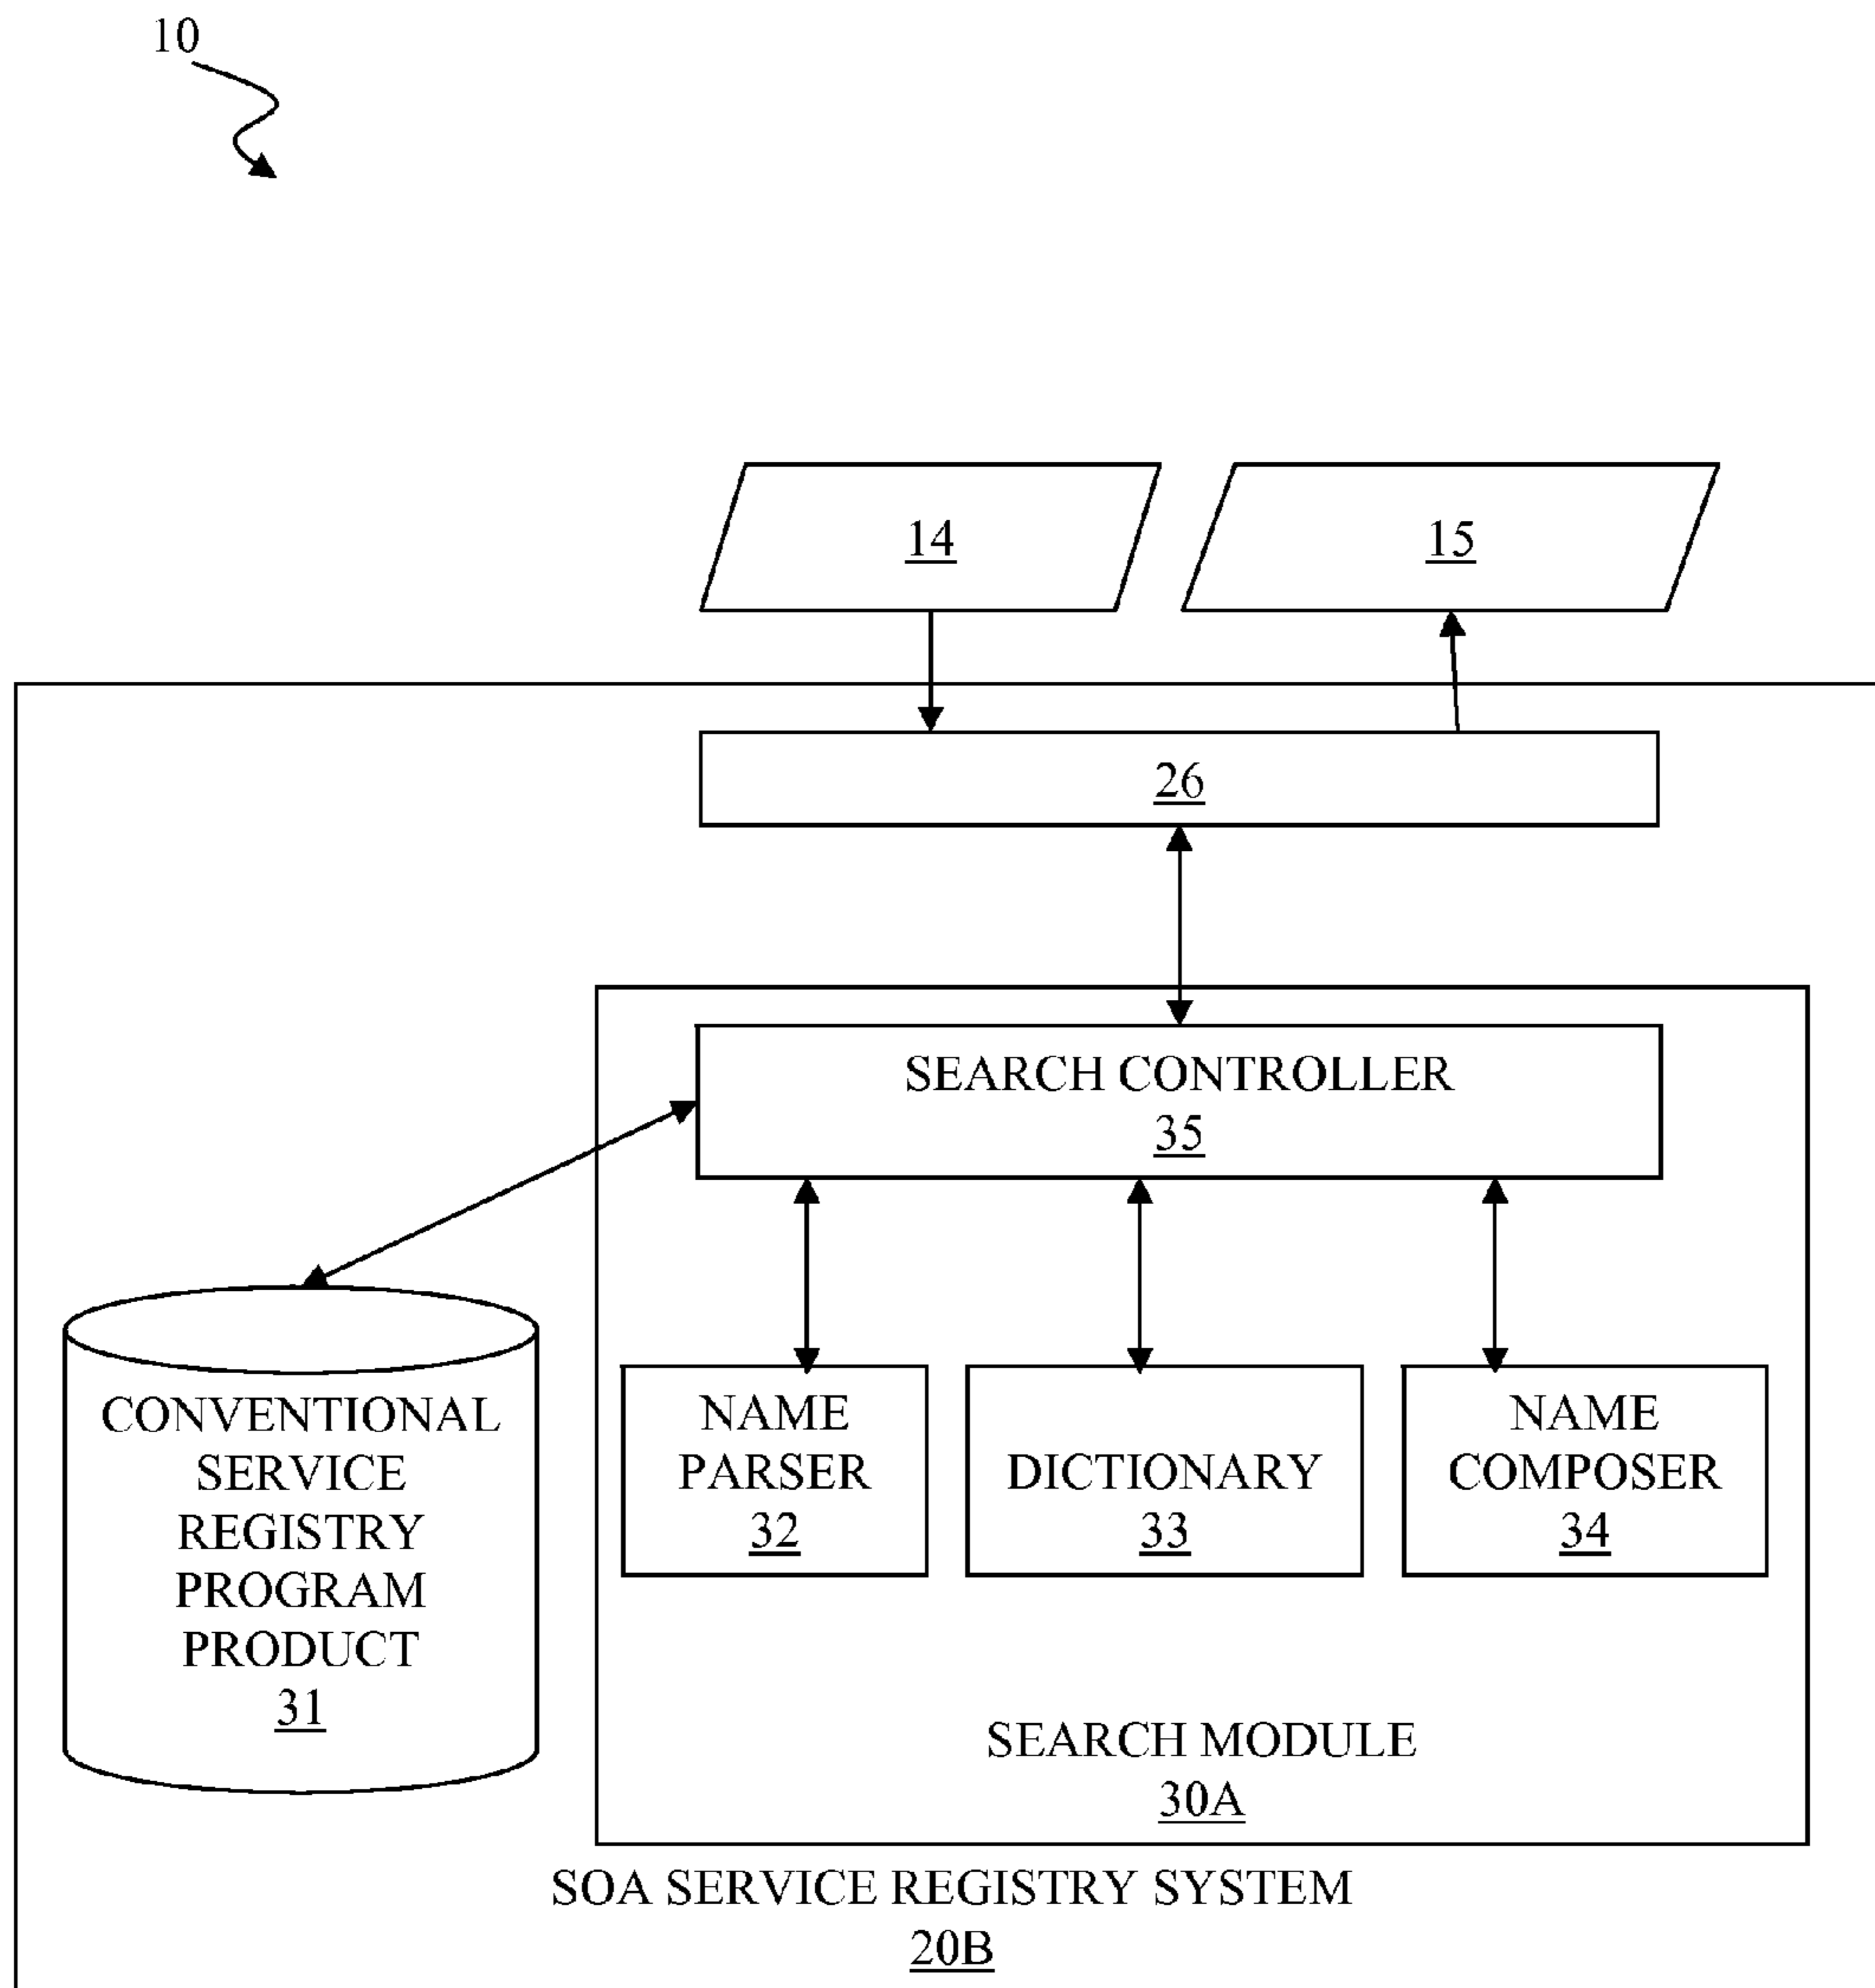 10
14
15
26
SEARCH CONTROLLER
35
CONVENTIONAL
SERVICE
REGISTRY
PROGRAM
PRODUCT
31
NAME
PARSER
32
DICTIONARY
33
NAME
COMPOSER
34
SEARCH MODULE
30A
SOA SERVICE REGISTRY SYSTEM
20B